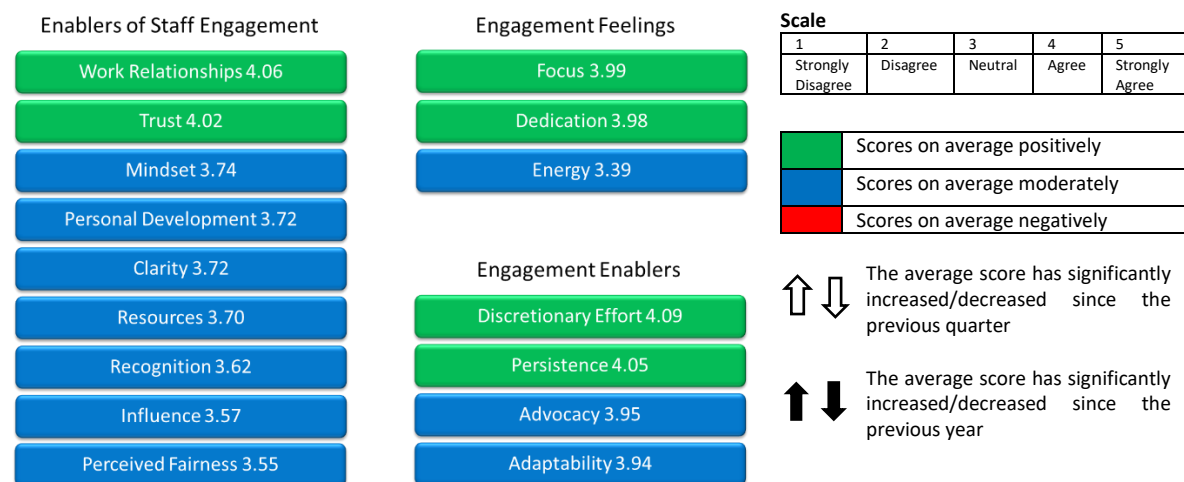 Enablers of Staff Engagement
Work Relationships 4.06
Trust 4.02
Mindset 3.74
Personal Development 3.72
Clarity 3.72
Resources 3.70
Recognition 3.62
Influence 3.57
Perceived Fairness 3.55
Engagement Feelings
Focus 3.99
Dedication 3.98
Energy 3.39
Engagement Enablers
Discretionary Effort 4.09
Persistence 4.05
Advocacy 3.95
Adaptability 3.94
Scale
1 2 3 4 5
Strongly Disagree Neutral Agree Strongly
Disagree Agree
Scores on average positively
Scores on average moderately
Scores on average negatively
The average score has significantly
increased/decreased since the
previous quarter
The average score has significantly
increased/decreased since the
previous year